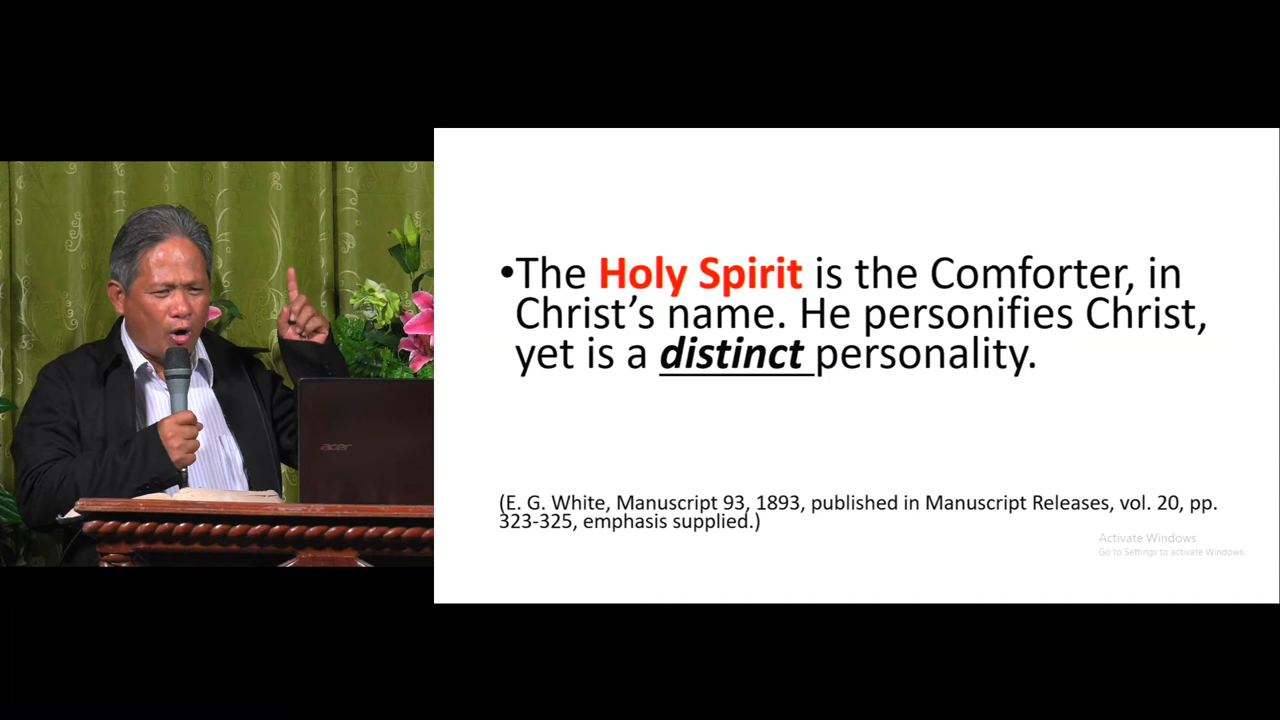 •The Holy Spirit is the Comforter, in
Christ's name. He personifies Christ,
yet is a distinct personality.
(E. G. White, Manuscript 93, 1893, published in Manuscript Releases, vol. 20, pp.
323-325, emphasis supplied.)
Activate Windows
Go to Settings to activate Windows.
acer